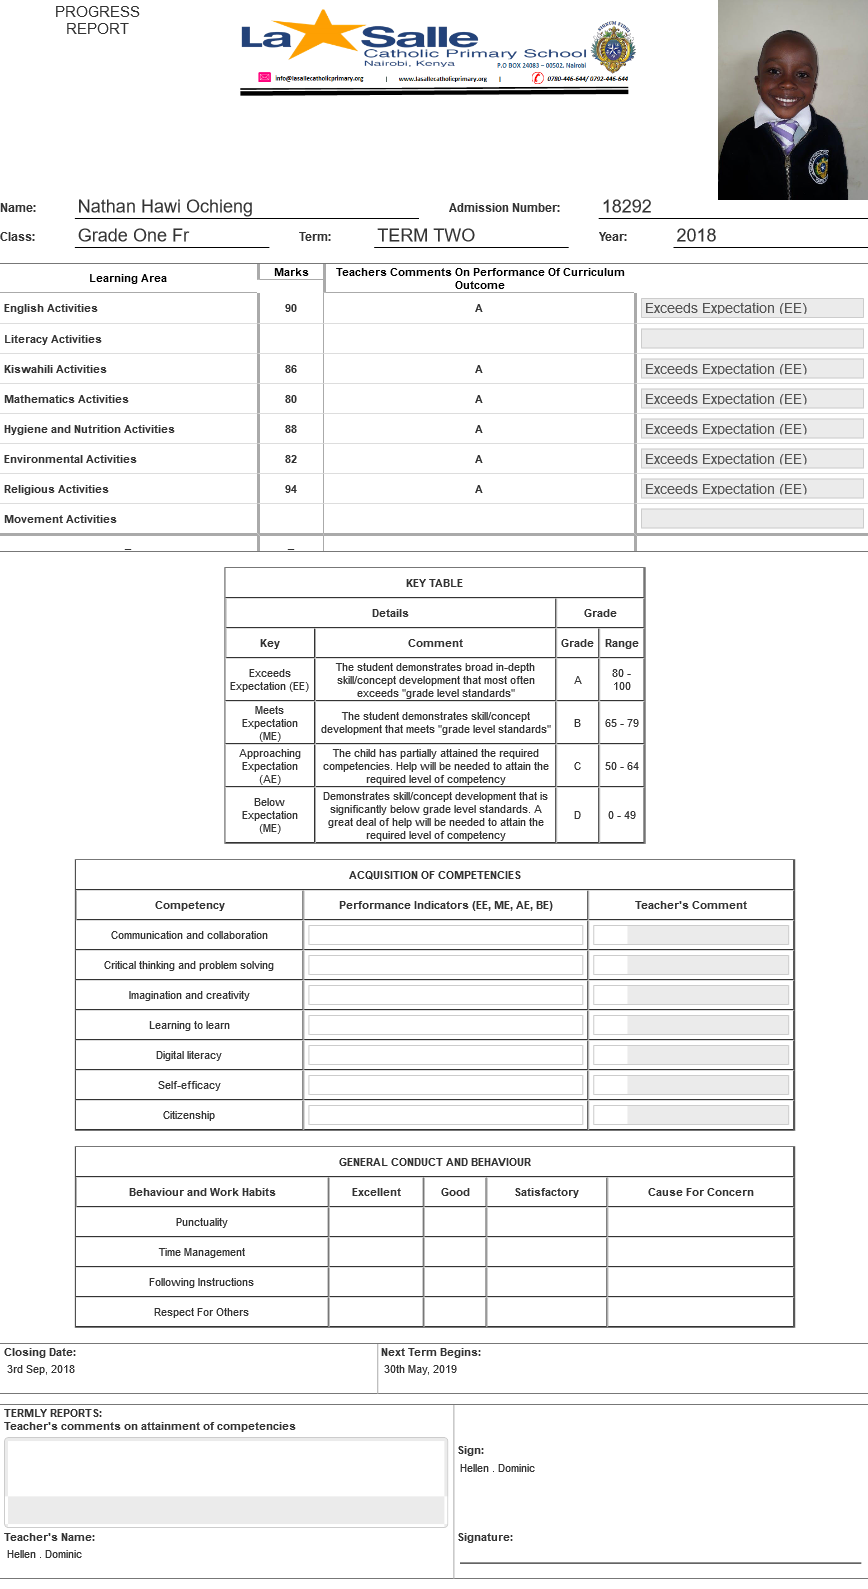 PROGRESS
REPORT
La Salle
Catholic Primary School
Nairobi, Kenya
P.O BOX 24083 – 00502, Nairobi
info@lasallecatholicprimary.org | www.lasallecatholicprimary.org | 0780-446-644/ 0792-446-644
Name: Nathan Hawi Ochieng Admission Number: 18292
Class: Grade One Fr Term: TERM TWO Year: 2018
Learning Area Marks Teachers Comments On Performance Of Curriculum
Outcome
English Activities 90 A Exceeds Expectation (EE)
Literacy Activities
Kiswahili Activities 86 A Exceeds Expectation (EE)
Mathematics Activities 80 A Exceeds Expectation (EE)
Hygiene and Nutrition Activities 88 A Exceeds Expectation (EE)
Environmental Activities 82 A Exceeds Expectation (EE)
Religious Activities 94 A Exceeds Expectation (EE)
Movement Activities
– –
KEY TABLE
Details Grade
Key Comment Grade Range
Exceeds
Expectation (EE)
The student demonstrates broad in-depth
skill/concept development that most often
exceeds "grade level standards"
A
80 -
100
Meets
Expectation
(ME)
The student demonstrates skill/concept
development that meets "grade level standards"
B
65 - 79
Approaching
Expectation
(AE)
The child has partially attained the required
competencies. Help will be needed to attain the
required level of competency
C
50 - 64
Below
Expectation
(ME)
Demonstrates skill/concept development that is
significantly below grade level standards. A
great deal of help will be needed to attain the
required level of competency
D
0 - 49
ACQUISITION OF COMPETENCIES
Competency Performance Indicators (EE, ME, AE, BE) Teacher's Comment
Communication and collaboration
Critical thinking and problem solving
Imagination and creativity
Learning to learn
Digital literacy
Self-efficacy
Citizenship
GENERAL CONDUCT AND BEHAVIOUR
Behaviour and Work Habits Excellent Good Satisfactory Cause For Concern
Punctuality
Time Management
Following Instructions
Respect For Others
Closing Date: Next Term Begins:
3rd Sep, 2018 30th May, 2019
TERMLY REPORTS:
Teacher's comments on attainment of competencies
Sign:
Hellen . Dominic
Teacher's Name: Signature:
Hellen . Dominic